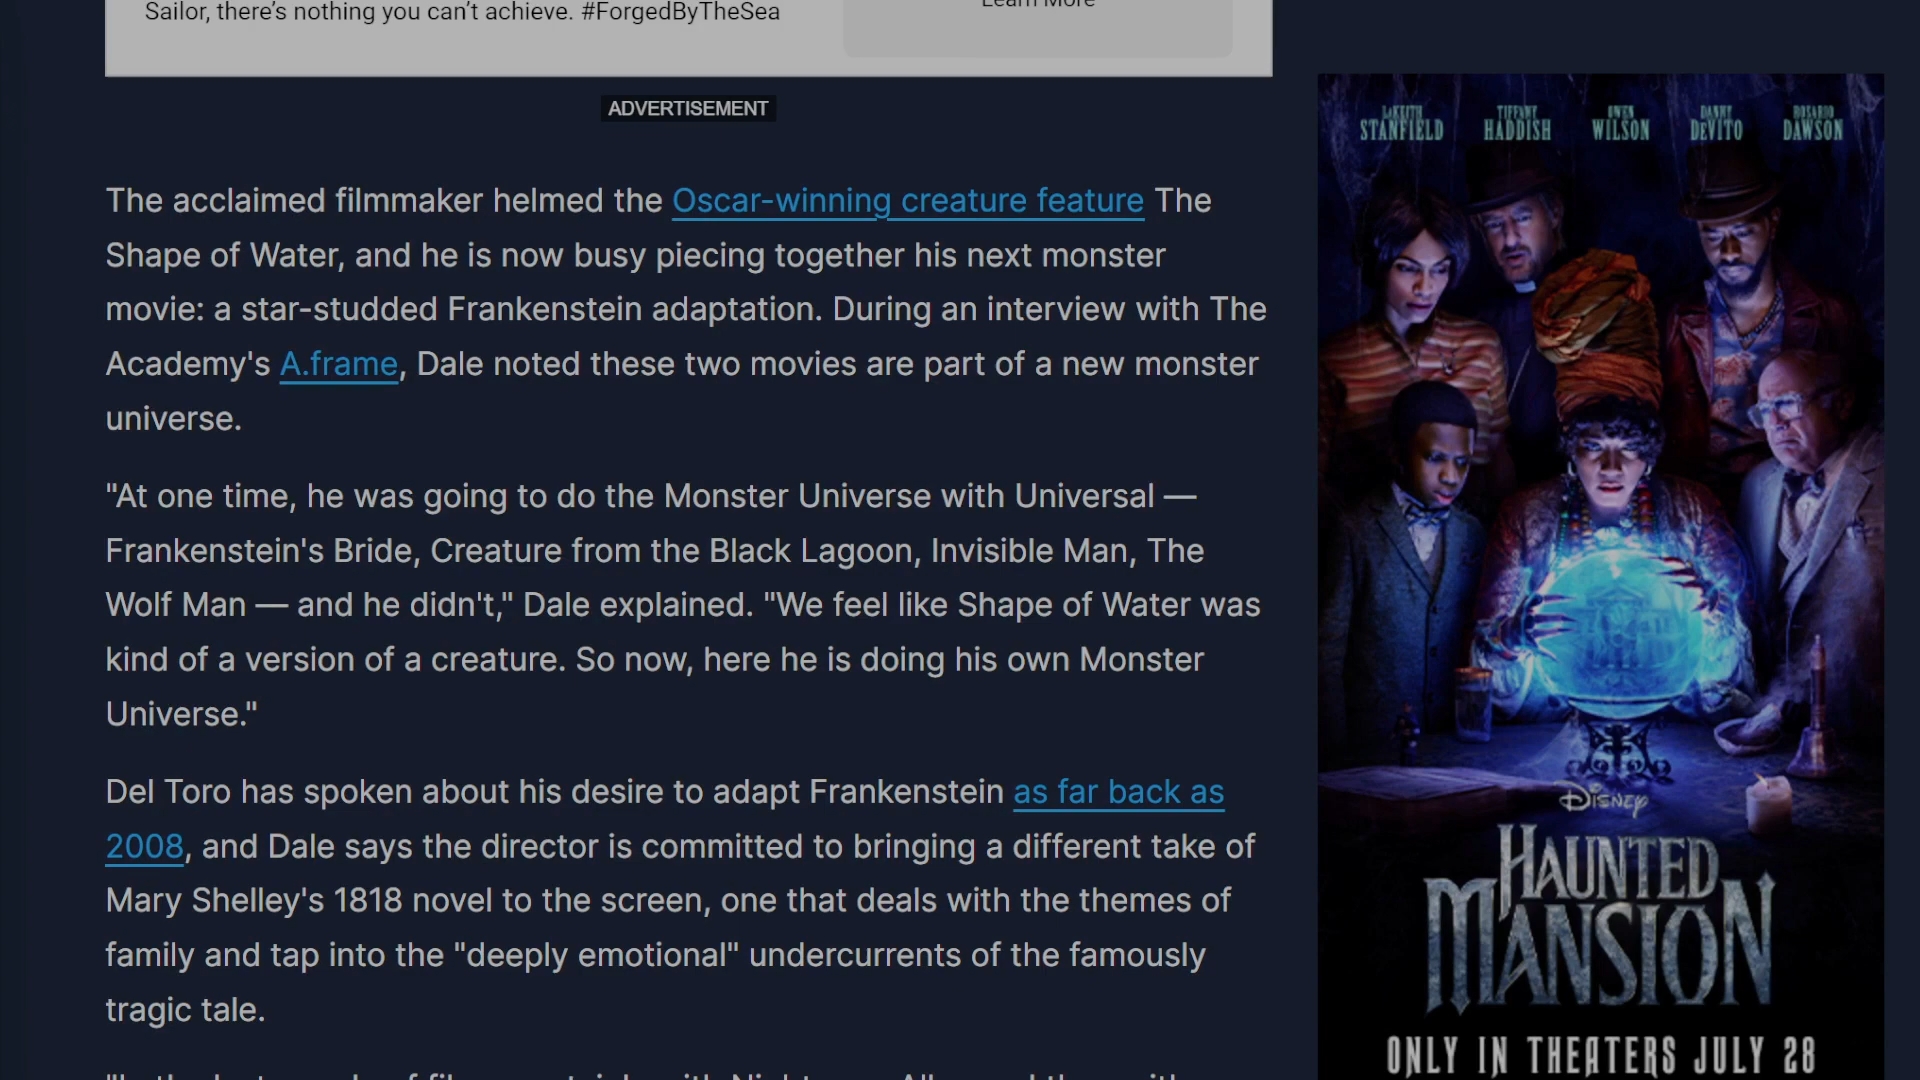 Sailor, there's nothing you can't achieve. #ForgedByTheSea
Learn More
ADVERTISEMENT
The acclaimed filmmaker helmed the Oscar-winning creature feature The
Shape of Water, and he is now busy piecing together his next monster
movie: a star-studded Frankenstein adaptation. During an interview with The
Academy's A.frame, Dale noted these two movies are part of a new monster
universe.
"At one time, he was going to do the Monster Universe with Universal —
Frankenstein's Bride, Creature from the Black Lagoon, Invisible Man, The
Wolf Man — and he didn't," Dale explained. "We feel like Shape of Water was
kind of a version of a creature. So now, here he is doing his own Monster
Universe."
Del Toro has spoken about his desire to adapt Frankenstein as far back as
2008, and Dale says the director is committed to bringing a different take of
Mary Shelley's 1818 novel to the screen, one that deals with the themes of
family and tap into the "deeply emotional" undercurrents of the famously
tragic tale.
LAKEITH STANFIELD
TIFFANY HADDISH
OWEN WILSON
DANNY DEVITO
ROSARIO DAWSON
DISNEY
HAUNTED
MANSION
ONLY IN THEATERS JULY 28